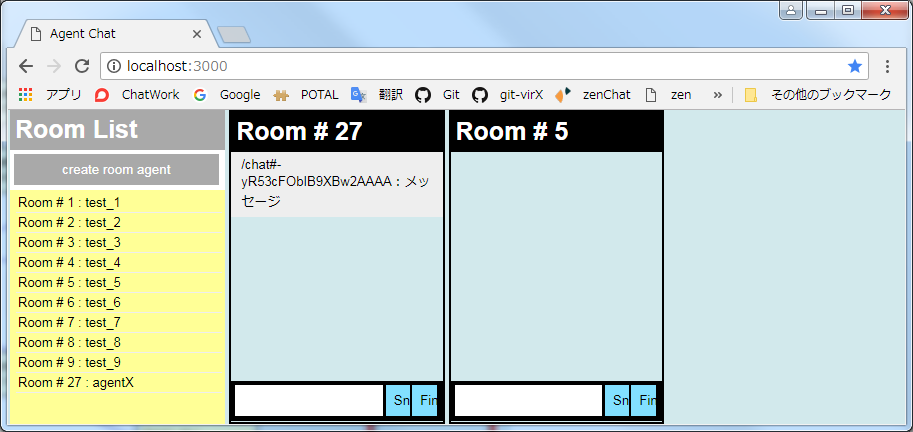 Agent Chat
localhost:3000
アプリ ChatWork Google POTAL 翻訳 Git git-virX zenChat zen » その他のブックマーク
Room List
create room agent
Room # 1 : test_1
Room # 2 : test_2
Room # 3 : test_3
Room # 4 : test_4
Room # 5 : test_5
Room # 6 : test_6
Room # 7 : test_7
Room # 8 : test_8
Room # 9 : test_9
Room # 27 : agentX
Room # 27
/chat#-
yR53cFOblB9XBw2AAAA：メッ
セージ
Sn Fin
Room # 5
Sn Fin